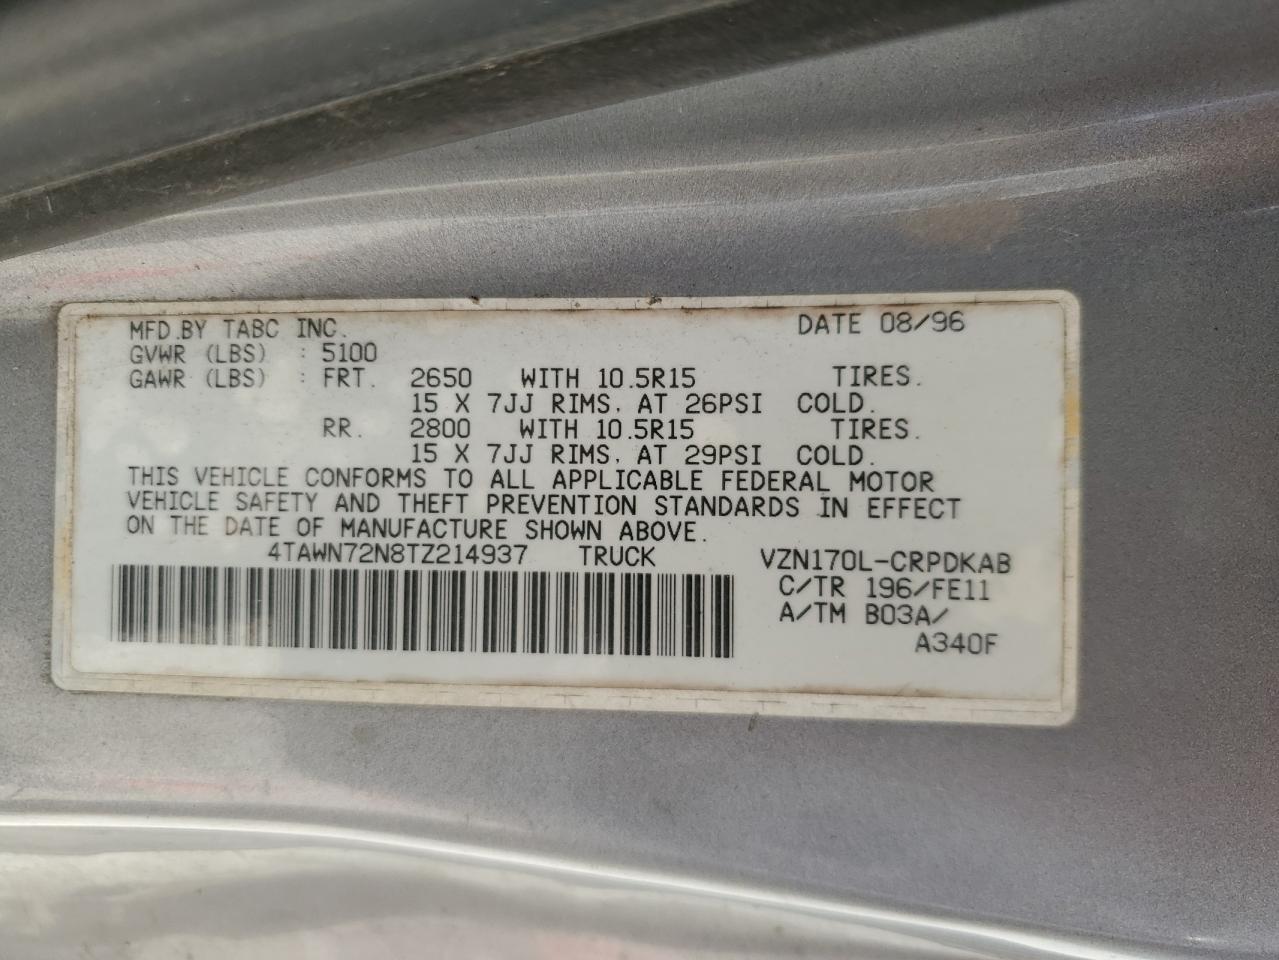 MFD.BY TABC INC. DATE 08/96
GVWR (LBS) : 5100
GAWR (LBS) : FRT. 2650 WITH 10.5R15 TIRES.
15 X 7JJ RIMS, AT 26PSI COLD.
RR. 2800 WITH 10.5R15 TIRES.
15 X 7JJ RIMS, AT 29PSI COLD.
THIS VEHICLE CONFORMS TO ALL APPLICABLE FEDERAL MOTOR
VEHICLE SAFETY AND THEFT PREVENTION STANDARDS IN EFFECT
ON THE DATE OF MANUFACTURE SHOWN ABOVE.
4TAWN72N8TZ214937 TRUCK VZN170L-CRPDKAB
C/TR 196/FE11
A/TM B03A/
A340F